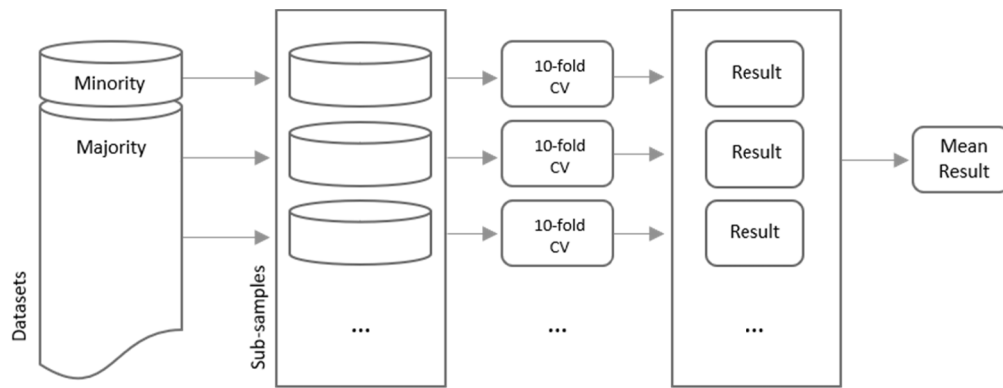 Datasets
Minority
Majority
Sub-samples
...
10-fold
CV
10-fold
CV
10-fold
CV
...
Result
Result
Result
...
Mean
Result